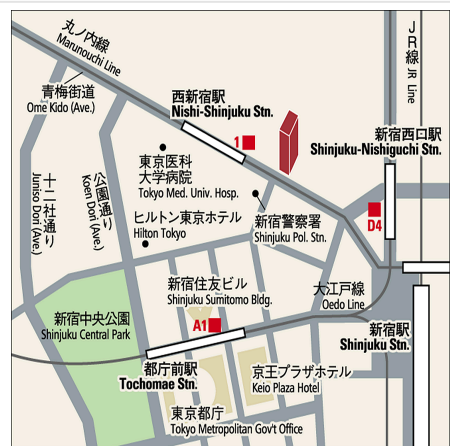 丸ノ内線
Marunouchi Line
JR線 JR Line
青梅街道
Ome Kido (Ave.)
西新宿駅
Nishi-Shinjuku Stn.
1
新宿西口駅
Shinjuku-Nishiguchi Stn.
東京医科
大学病院
Tokyo Med. Univ. Hosp.
十二社通り
Juniso Dori (Ave.)
公園通り
Koen Dori (Ave.)
ヒルトン東京ホテル
Hilton Tokyo
新宿警察署
Shinjuku Pol. Stn.
D4
新宿住友ビル
Shinjuku Sumitomo Bldg.
大江戸線
Oedo Line
新宿中央公園
Shinjuku Central Park
A1
新宿駅
Shinjuku Stn.
都庁前駅
Tochomae Stn.
京王プラザホテル
Keio Plaza Hotel
東京都庁
Tokyo Metropolitan Gov't Office